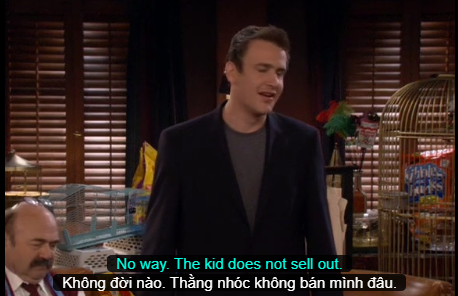 No way. The kid does not sell out.
Không đời nào. Thằng nhóc không bán mình đâu.